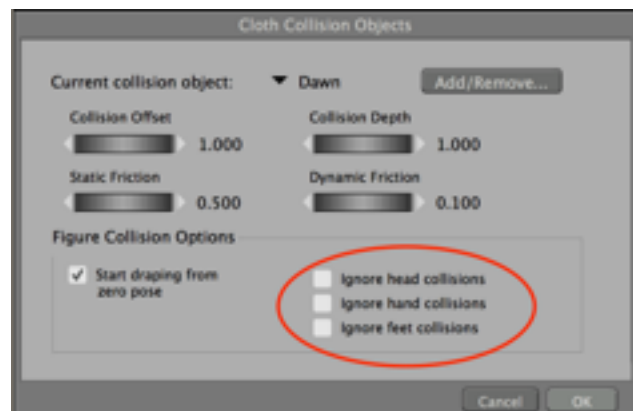 Cloth Collision Objects
Current collision object: Dawn Add/Remove...
Collision Offset Collision Depth
1.000 1.000
Static Friction Dynamic Friction
0.500 0.100
Figure Collision Options
Start draping from
zero pose
Ignore head collisions
Ignore hand collisions
Ignore feet collisions
Cancel OK